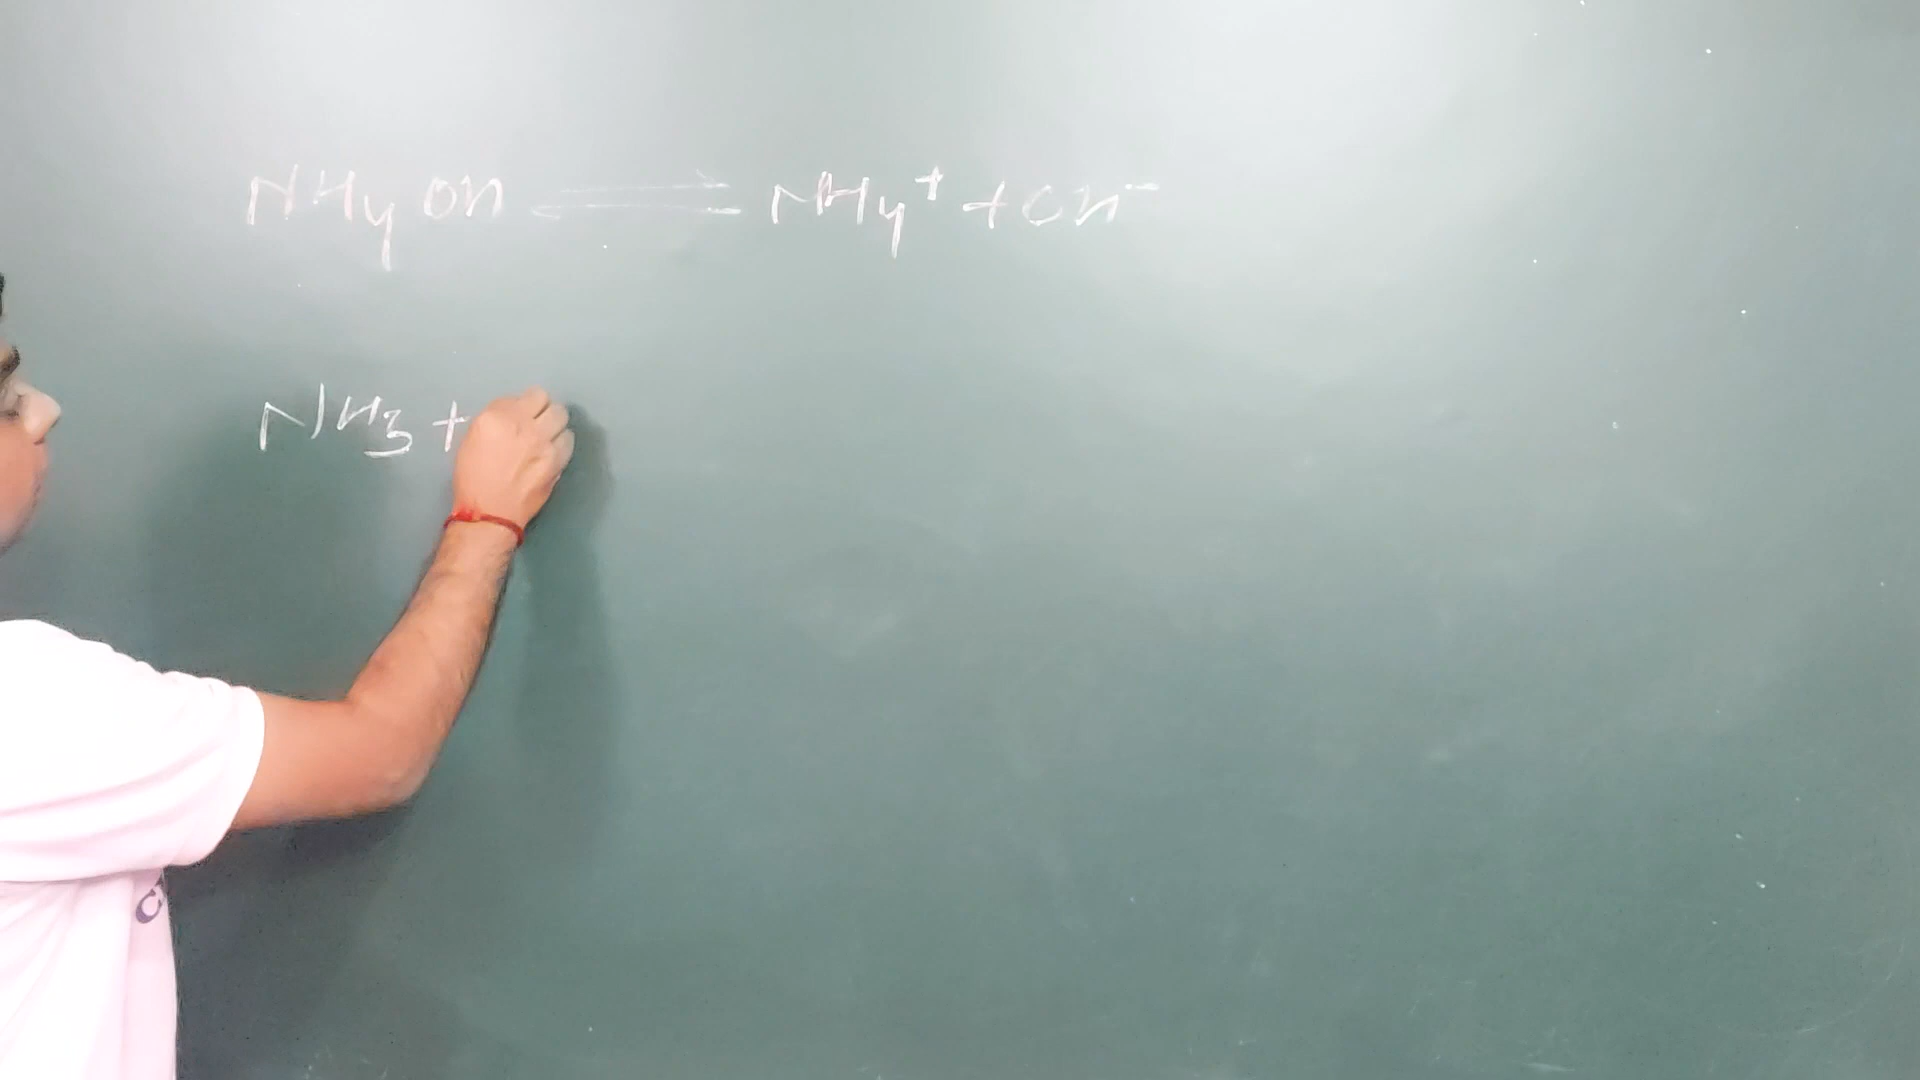 NH4OH ⇌ NH4⁺ + OH⁻
NH3 +